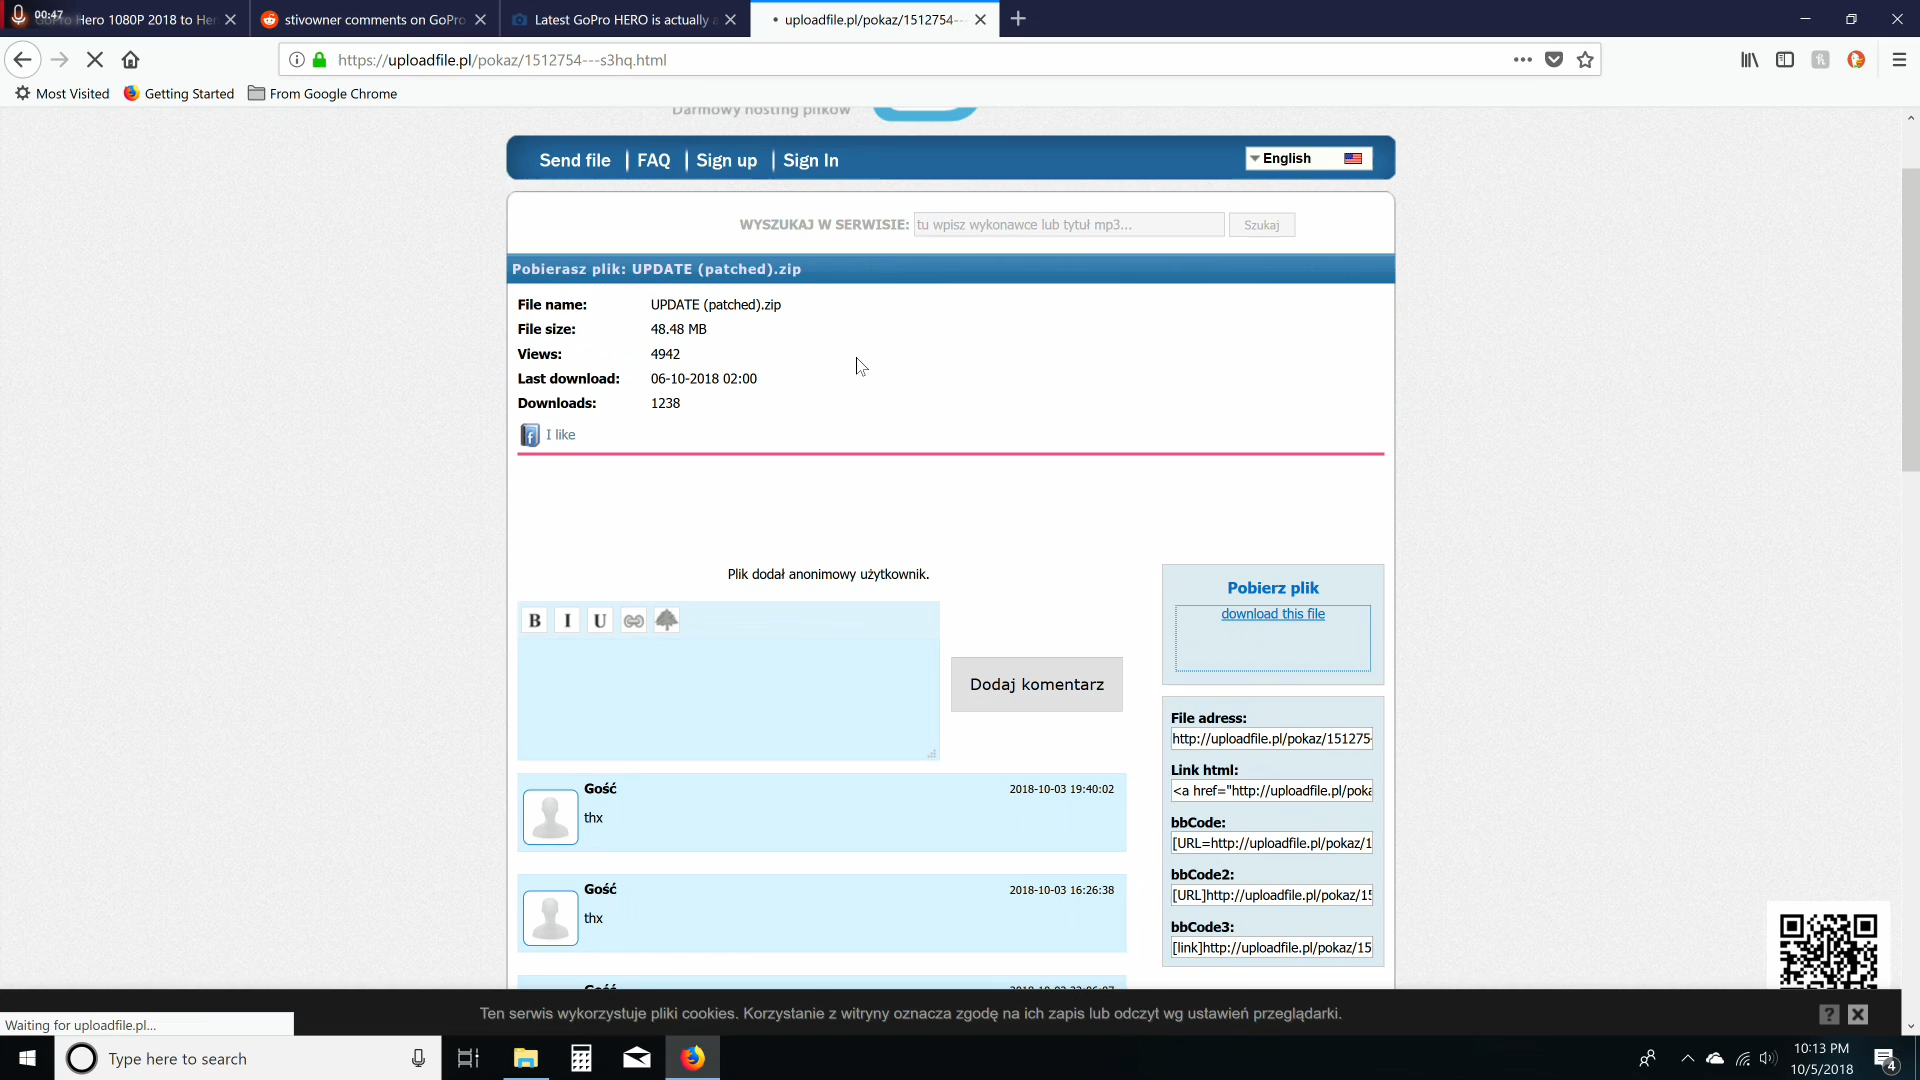 00:47
Hero 1080P 2018 to Her
stivowner comments on GoPro
Latest GoPro HERO is actually a
uploadfile.pl/pokaz/1512754--
https://uploadfile.pl/pokaz/1512754---s3hq.html
Most Visited
Getting Started
From Google Chrome
Darmowy hosting plików
Send file
FAQ
Sign up
Sign In
English
WYSZUKAJ W SERWISIE:
tu wpisz wykonawce lub tytuł mp3...
Szukaj
Pobierasz plik: UPDATE (patched).zip
File name: UPDATE (patched).zip
File size: 48.48 MB
Views: 4942
Last download: 06-10-2018 02:00
Downloads: 1238
I like
Plik dodał anonimowy użytkownik.
B I U
Dodaj komentarz
Pobierz plik
download this file
Gość
2018-10-03 19:40:02
thx
Gość
2018-10-03 16:26:38
thx
Gość
File adress:
http://uploadfile.pl/pokaz/151275
Link html:
<a href="http://uploadfile.pl/poka
bbCode:
[URL=http://uploadfile.pl/pokaz/1
bbCode2:
[URL]http://uploadfile.pl/pokaz/15
bbCode3:
[link]http://uploadfile.pl/pokaz/15
Ten serwis wykorzystuje pliki cookies. Korzystanie z witryny oznacza zgodę na ich zapis lub odczyt wg ustawień przeglądarki.
? X
Waiting for uploadfile.pl...
Type here to search
10:13 PM
10/5/2018
4